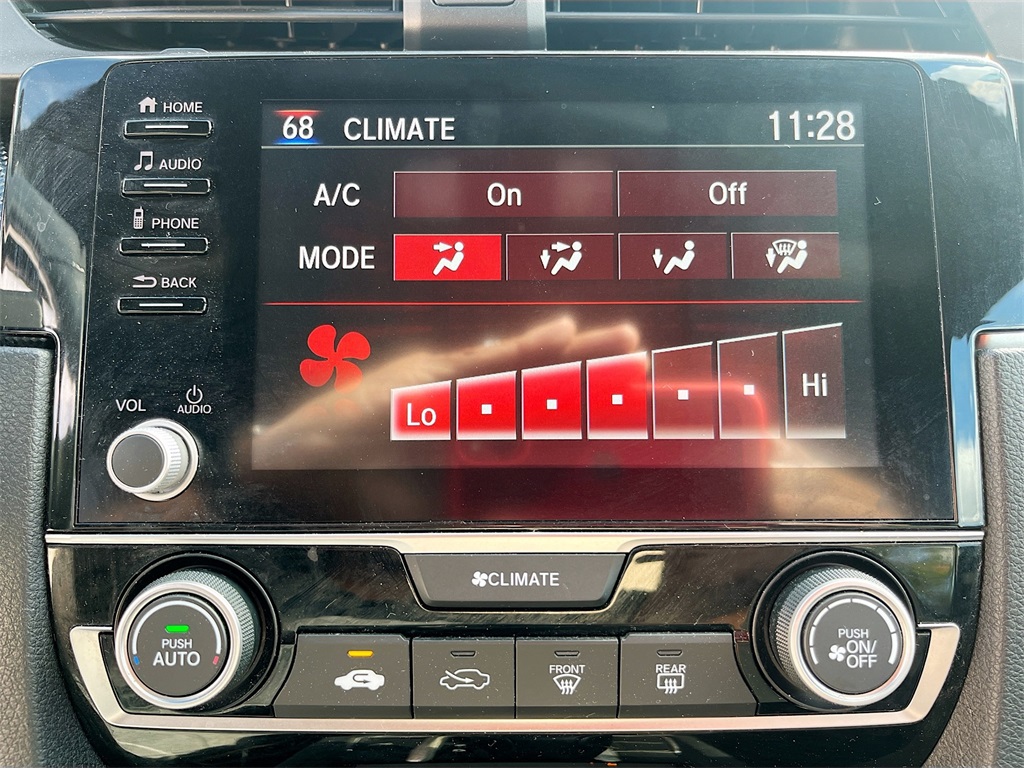 HOME
AUDIO
PHONE
BACK
VOL
AUDIO
68 CLIMATE 11:28
A/C On Off
MODE
Lo Hi
CLIMATE
PUSH
AUTO
FRONT
REAR
PUSH
ON/
OFF